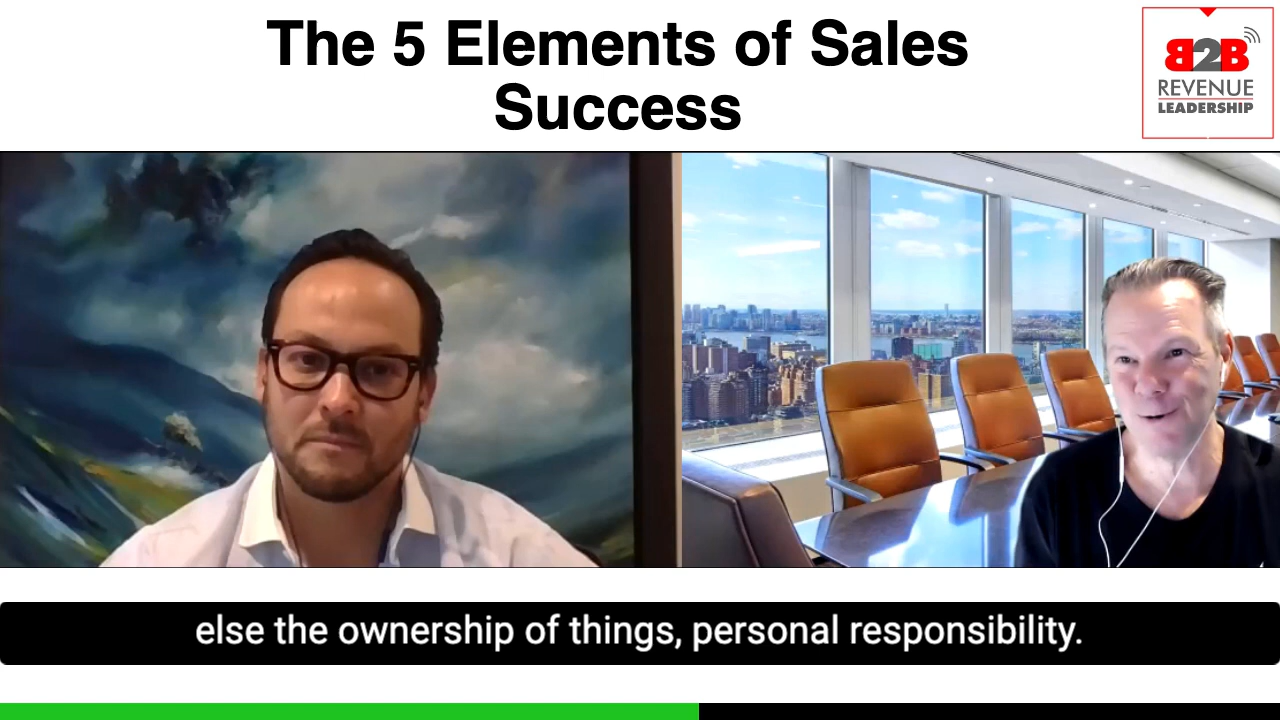 The 5 Elements of Sales
Success
B2B
REVENUE
LEADERSHIP
else the ownership of things, personal responsibility.